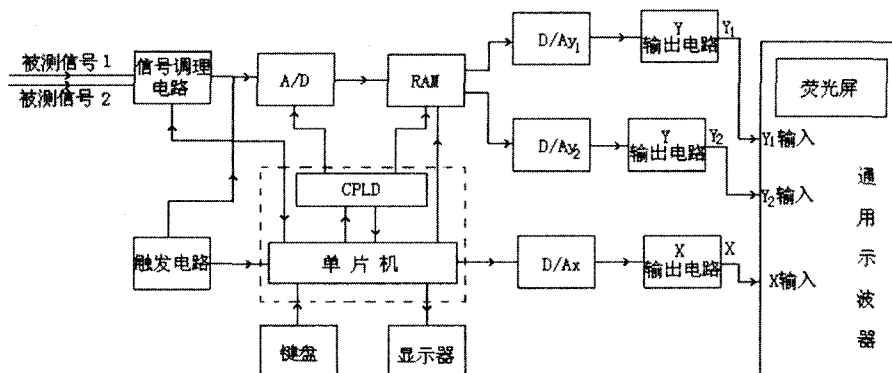 被测信号1
被测信号2
信号调理
电路
A/D
RAM
D/Ay₁
Y
输出电路
Y₁
荧光屏
Y₁输入
D/Ay₂
Y
输出电路
Y₂
Y₂输入
CPLD
触发电路
单片机
D/Ax
X
输出电路
X
X输入
通用示波器
键盘
显示器